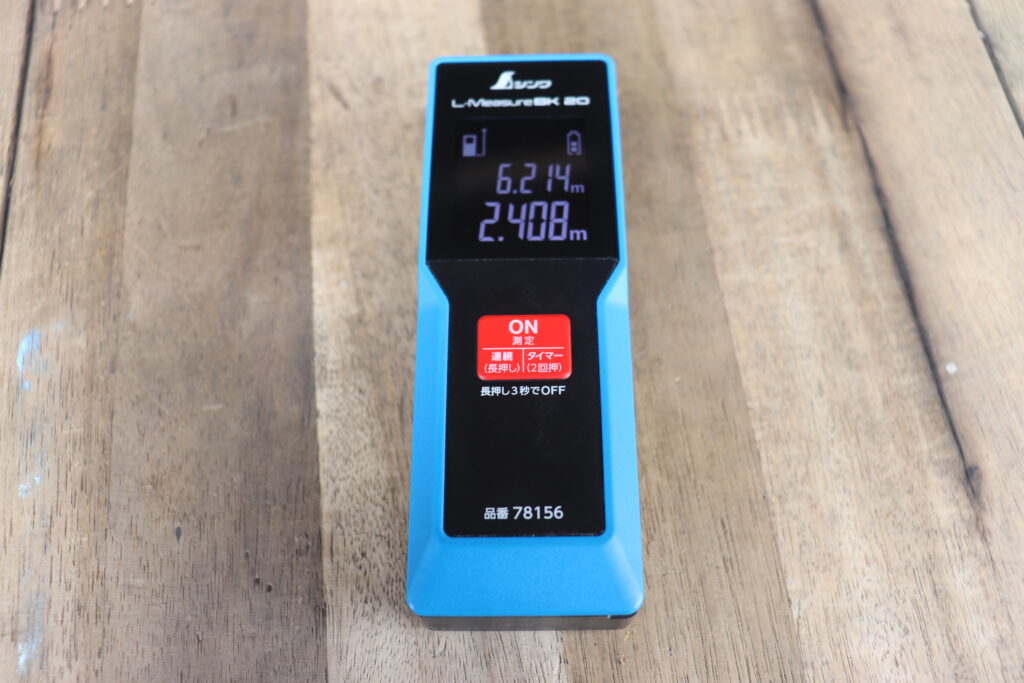 シンワ
L-Measure BK 20
6.214m
2.408m
ON
測定
連続 タイマー
(長押し) (2回押)
長押し3秒でOFF
品番 78156